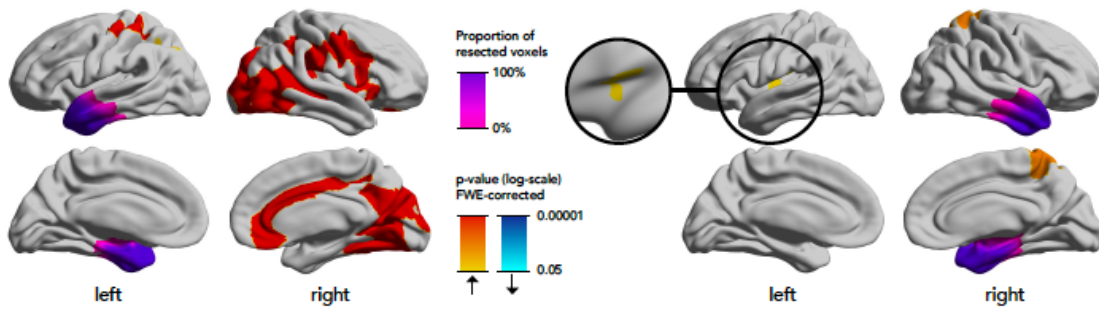 Proportion of
resected voxels
100%
0%
p-value (log-scale)
FWE-corrected
0.00001
0.05
left
right
left
right